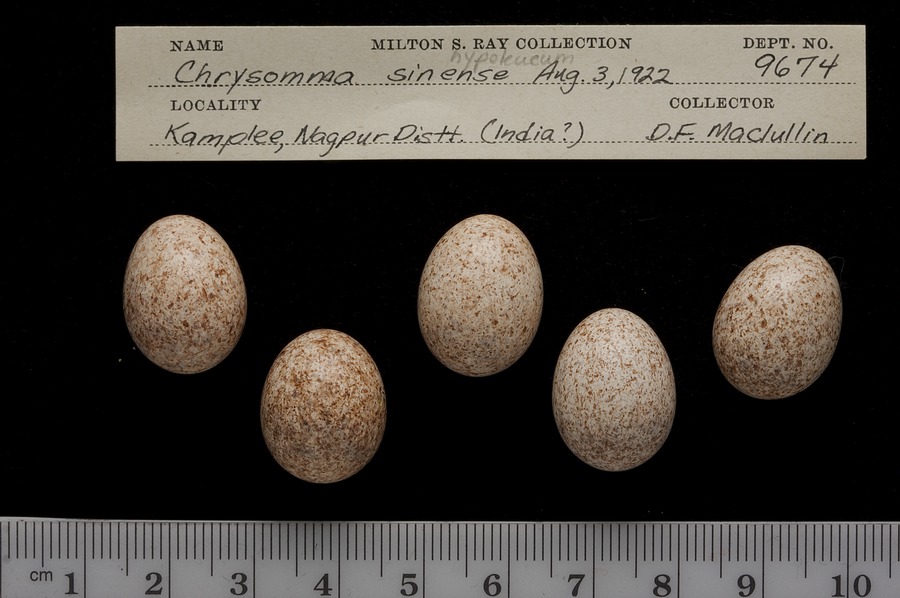 NAME MILTON S. RAY COLLECTION DEPT. NO.
hypoleucum
Chrysomma sinense Aug. 3, 1922 9674
LOCALITY COLLECTOR
Kamplee, Nagpur Distt. (India?) D.F. Maclullin
cm 1 2 3 4 5 6 7 8 9 10